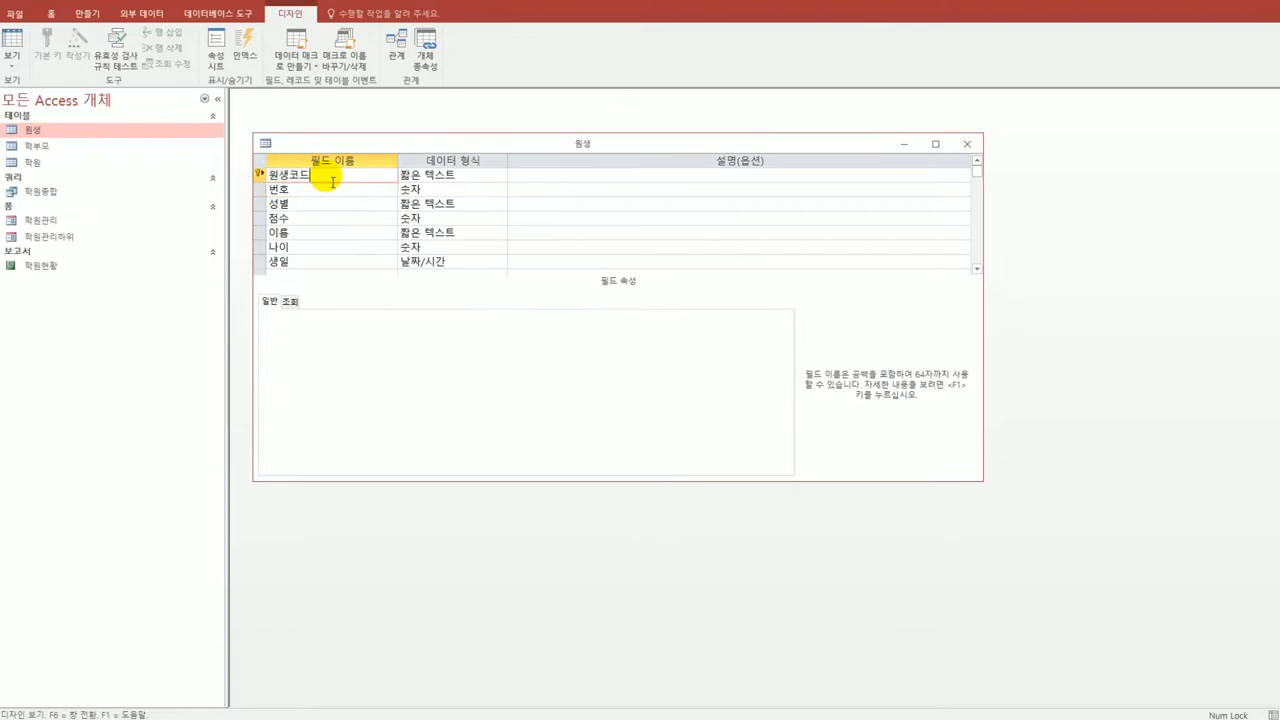 파일 홈 만들기 외부 데이터 데이터베이스 도구 디자인 수행할 작업을 알려 주세요.
보기 기본 키 작성기 유효성 검사 규칙 테스트 행 삽입 행 삭제 조회 수정 속성 시트 인덱스 데이터 매크로 만들기 매크로 이름 바꾸기/삭제 관계 개체 종속성
보기 도구 표시/숨기기 필드, 레코드 및 테이블 이벤트 관계
모든 Access 개체
테이블
원생
학부모
학원
쿼리
학원종합
폼
학원관리
학원관리하위
보고서
학원현황
원생
필드 이름 데이터 형식 설명(옵션)
원생코드 짧은 텍스트
번호 숫자
성별 짧은 텍스트
점수 숫자
이름 짧은 텍스트
나이 숫자
생일 날짜/시간
필드 속성
일반 조회
필드 이름은 공백을 포함하여 64자까지 사용
할 수 있습니다. 자세한 내용을 보려면 <F1>
키를 누르십시오.
디자인 보기. F6 = 창 전환. F1 = 도움말.
Num Lock